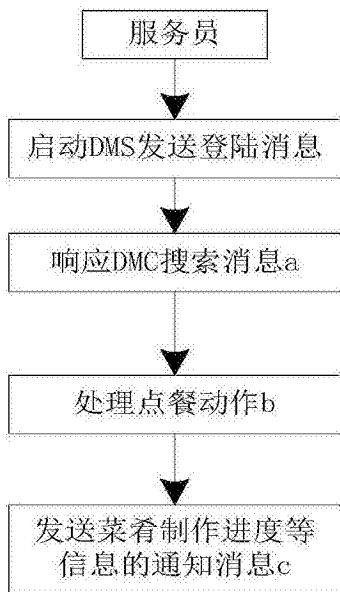 服务员
启动DMS发送登陆消息
响应DMC搜索消息a
处理点餐动作b
发送菜肴制作进度等
信息的通知消息c